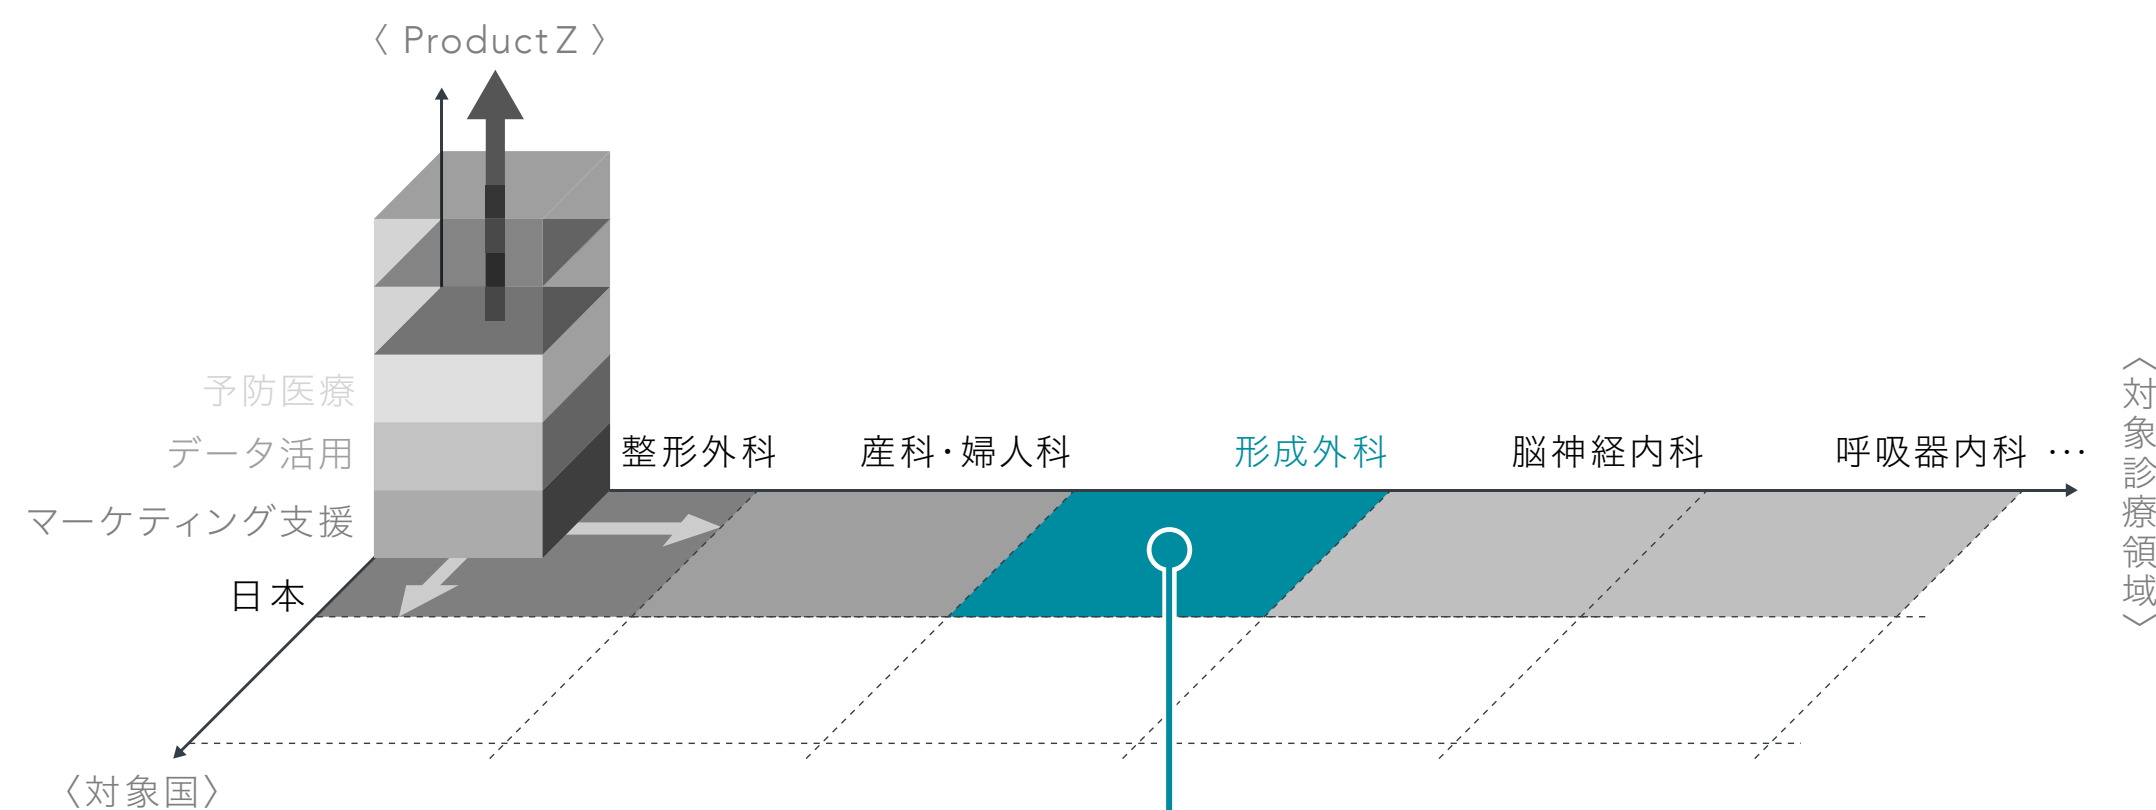 〈 Product Z 〉
予防医療
データ活用
マーケティング支援
日本
整形外科
産科・婦人科
形成外科
脳神経内科
呼吸器内科 …
〈対象診療領域〉
〈対象国〉